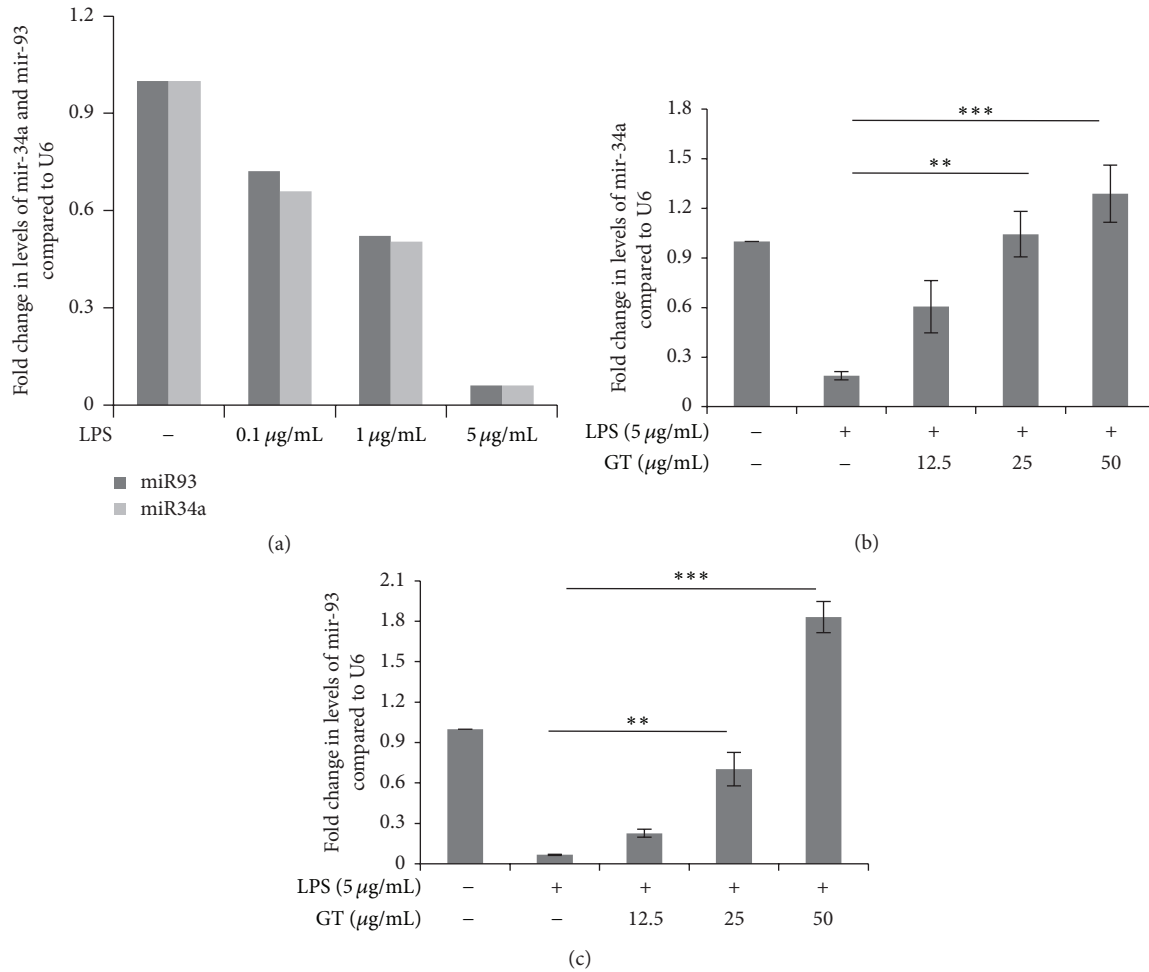 Fold change in levels of mir-34a and mir-93
compared to U6
1.2
0.9
0.6
0.3
0
LPS – 0.1 μg/mL 1 μg/mL 5 μg/mL
miR93
miR34a
(a)
Fold change in levels of mir-34a
compared to U6
1.8
1.5
1.2
0.9
0.6
0.3
0
***
**
LPS (5 μg/mL) – + + + +
GT (μg/mL) – – 12.5 25 50
(b)
Fold change in levels of mir-93
compared to U6
2.1
1.8
1.5
1.2
0.9
0.6
0.3
0
***
**
LPS (5 μg/mL) – + + + +
GT (μg/mL) – – 12.5 25 50
(c)